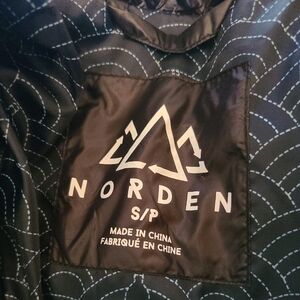 NORDEN
S/P
MADE IN CHINA
FABRIQUÉ EN CHINE